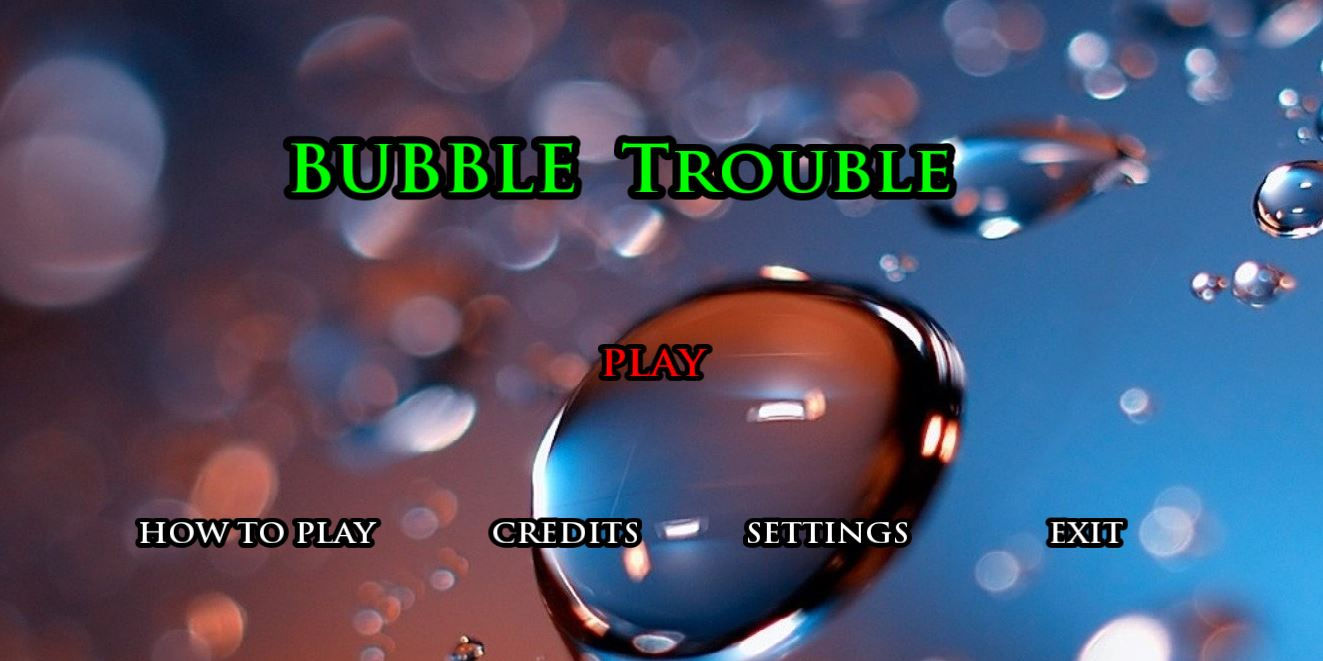 BUBBLE TROUBLE
PLAY
HOW TO PLAY CREDITS SETTINGS EXIT